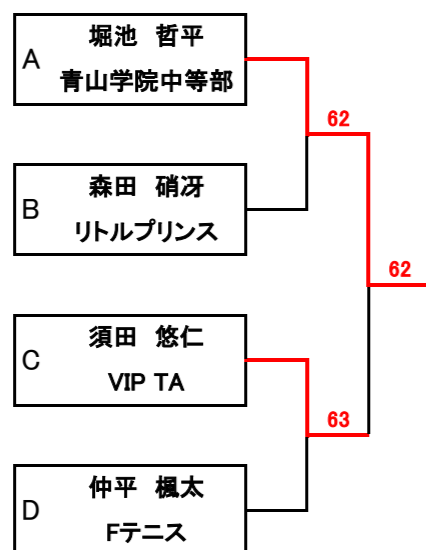 A
堀池 哲平
青山学院中等部
62
B
森田 硝冴
リトルプリンス
62
C
須田 悠仁
VIP TA
63
D
仲平 楓太
Fテニス